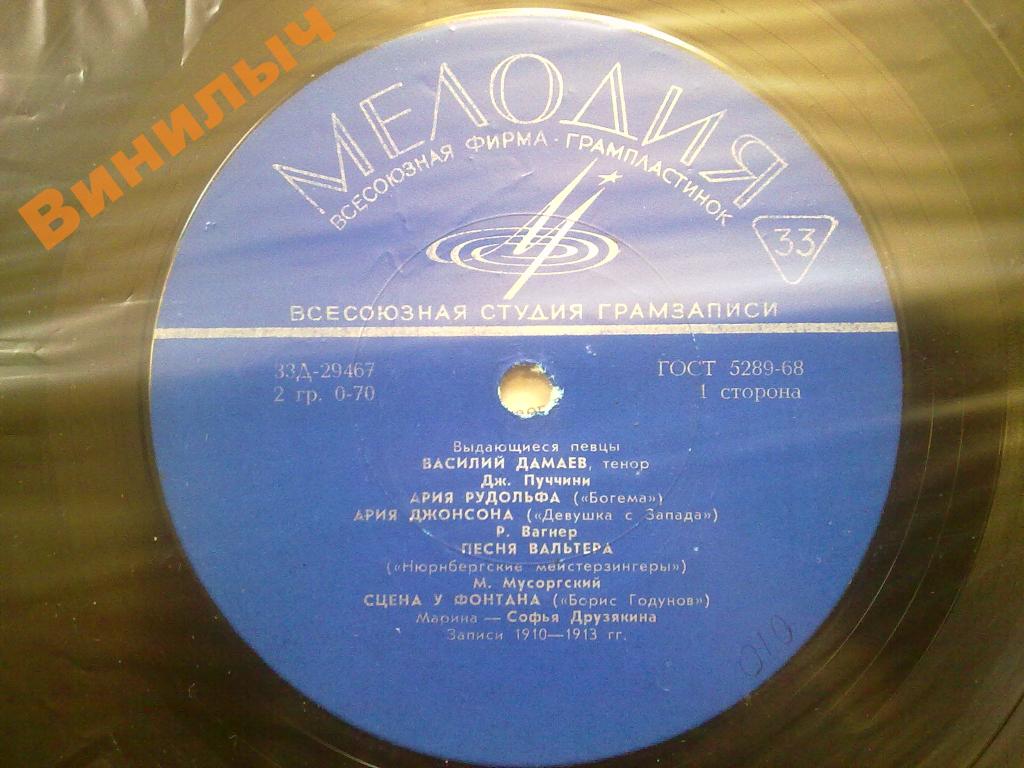 Винилыч
МЕЛОДИЯ
ВСЕСОЮЗНАЯ ФИРМА · ГРАМПЛАСТИНОК
33
ВСЕСОЮЗНАЯ СТУДИЯ ГРАМЗАПИСИ
33Д-29467
ГОСТ 5289-68
2 гр. 0-70
1 сторона
Выдающиеся певцы
ВАСИЛИЙ ДАМАЕВ, тенор
Дж. Пуччини
АРИЯ РУДОЛЬФА («Богема»)
АРИЯ ДЖОНСОНА («Девушка с Запада»)
Р. Вагнер
ПЕСНЯ ВАЛЬТЕРА
(«Нюрнбергские мейстерзингеры»)
М. Мусоргский
СЦЕНА У ФОНТАНА («Борис Годунов»)
Марина — Софья Друзякина
Записи 1910—1913 гг.